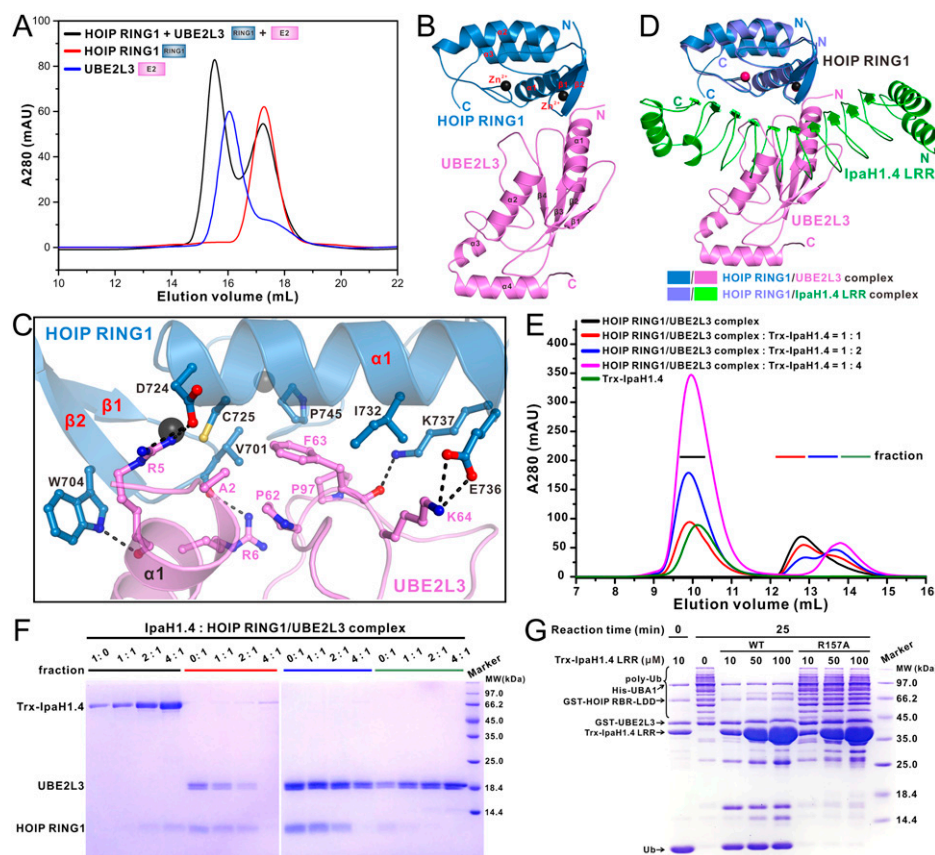 A
HOIP RING1 + UBE2L3 RING1 + E2
HOIP RING1 RING1
UBE2L3 E2
A280 (mAU)
100
80
60
40
20
0
10 12 14 16 18 20 22
Elution volume (mL)
B
N
Zn²⁺
C
Zn²⁺
HOIP RING1
N
α1
UBE2L3
α2
β4
β3
β2
β1
α3
C
α4
D
N
C
HOIP RING1
C
N
N
IpaH1.4 LRR
UBE2L3
C
HOIP RING1/UBE2L3 complex
HOIP RING1/IpaH1.4 LRR complex
C
HOIP RING1
α1
D724
β1
β2
C725
P745
I732
K737
V701
F63
R5
W704
A2
P62
P97
E736
K64
R6
α1
UBE2L3
E
HOIP RING1/UBE2L3 complex
HOIP RING1/UBE2L3 complex : Trx-IpaH1.4 = 1 : 1
HOIP RING1/UBE2L3 complex : Trx-IpaH1.4 = 1 : 2
HOIP RING1/UBE2L3 complex : Trx-IpaH1.4 = 1 : 4
Trx-IpaH1.4
fraction
A280 (mAU)
400
350
300
250
200
150
100
50
0
7 8 9 10 11 12 13 14 15 16
Elution volume (mL)
F
IpaH1.4 : HOIP RING1/UBE2L3 complex
1:0 1:1 2:1 4:1 0:1 1:1 2:1 4:1 0:1 1:1 2:1 4:1 0:1 1:1 2:1 4:1 Marker
fraction
MW(kDa)
Trx-IpaH1.4
UBE2L3
HOIP RING1
97.0
66.2
45.0
35.0
25.0
18.4
14.4
G
Reaction time (min) 0 25
WT R157A
Trx-IpaH1.4 LRR (μM) 10 0 10 50 100 10 50 100 Marker
MW (kDa)
poly-Ub
His-UBA1
GST-HOIP RBR-LDD
GST-UBE2L3
Trx-IpaH1.4 LRR
Ub
97.0
66.2
45.0
35.0
25.0
18.4
14.4